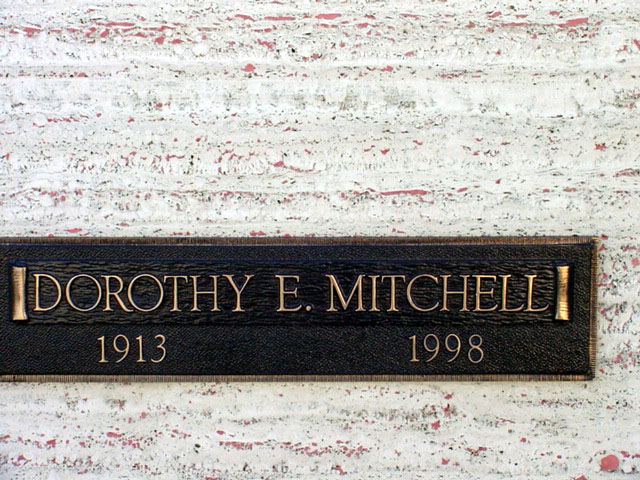 DOROTHY E. MITCHELL
1913 1998